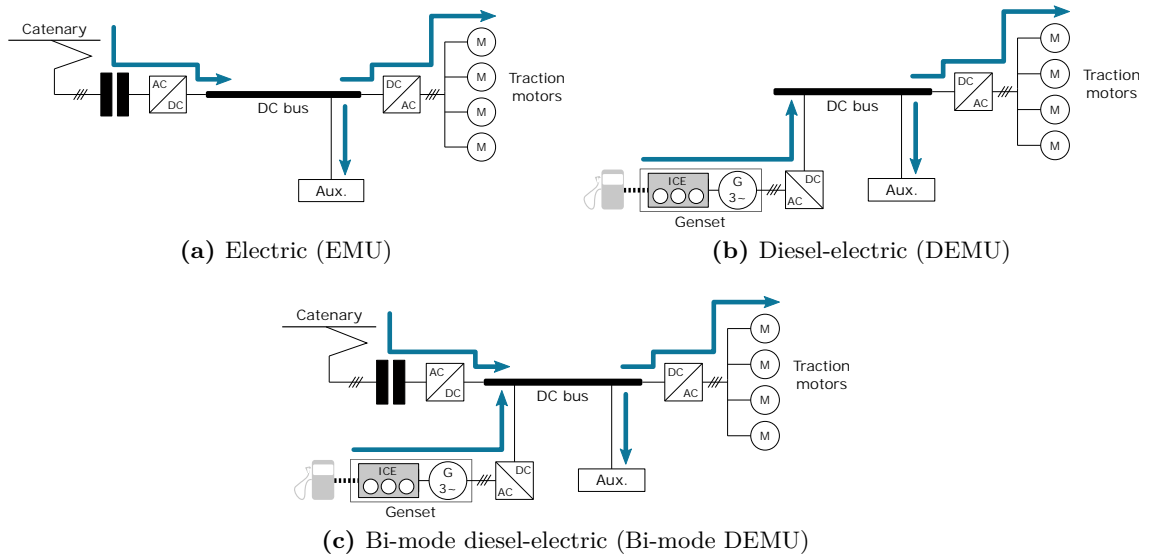 Catenary
AC
DC
DC bus
DC
AC
M
M
M
M
Traction
motors
Aux.
(a) Electric (EMU)
DC bus
DC
AC
M
M
M
M
Traction
motors
ICE
G
3~
DC
AC
Genset
Aux.
(b) Diesel-electric (DEMU)
Catenary
AC
DC
DC bus
DC
AC
M
M
M
M
Traction
motors
ICE
G
3~
DC
AC
Genset
Aux.
(c) Bi-mode diesel-electric (Bi-mode DEMU)